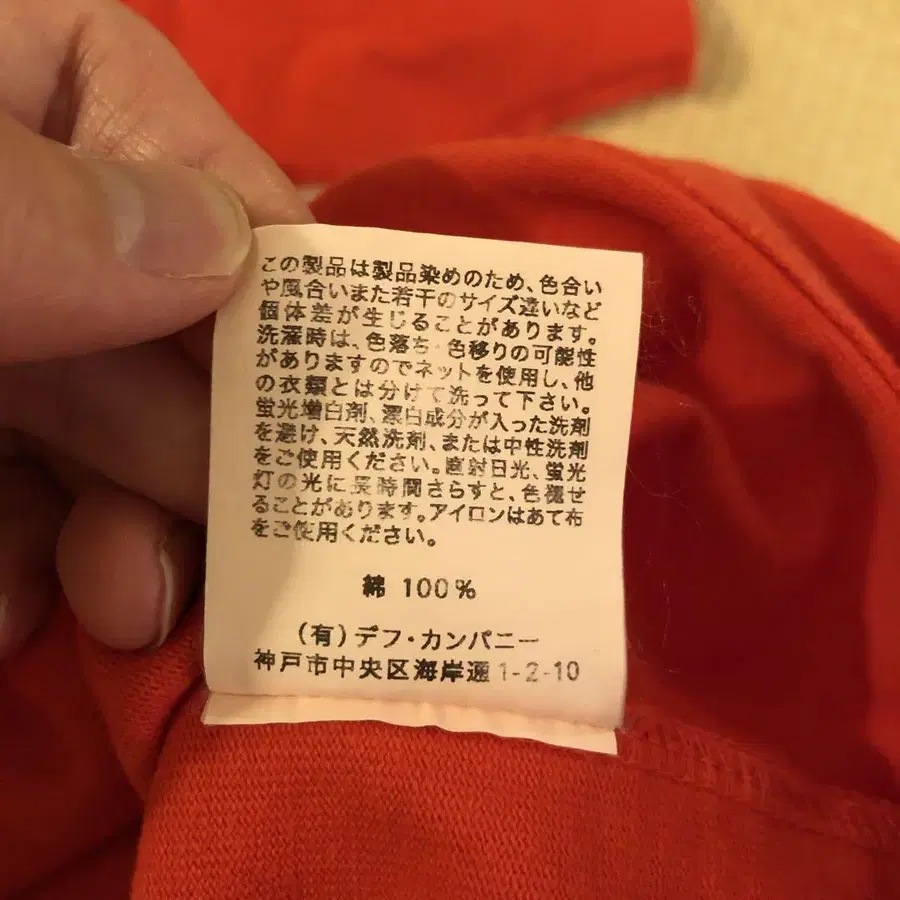 この製品は製品染めのため、色合い
や風合いまた若干のサイズ違いなど
個体差が生じることがあります。
洗濯時は、色落ち・色移りの可能性
がありますのでネットを使用し、他
の衣類とは分けて洗って下さい。
蛍光増白剤、漂白成分が入った洗剤
を避け、天然洗剤、または中性洗剤
をご使用ください。直射日光、蛍光
灯の光に長時間さらすと、色褪せ
ることがあります。アイロンはあて布
をご使用ください。
綿 100%
(有)デフ・カンパニー
神戸市中央区海岸通1-2-10